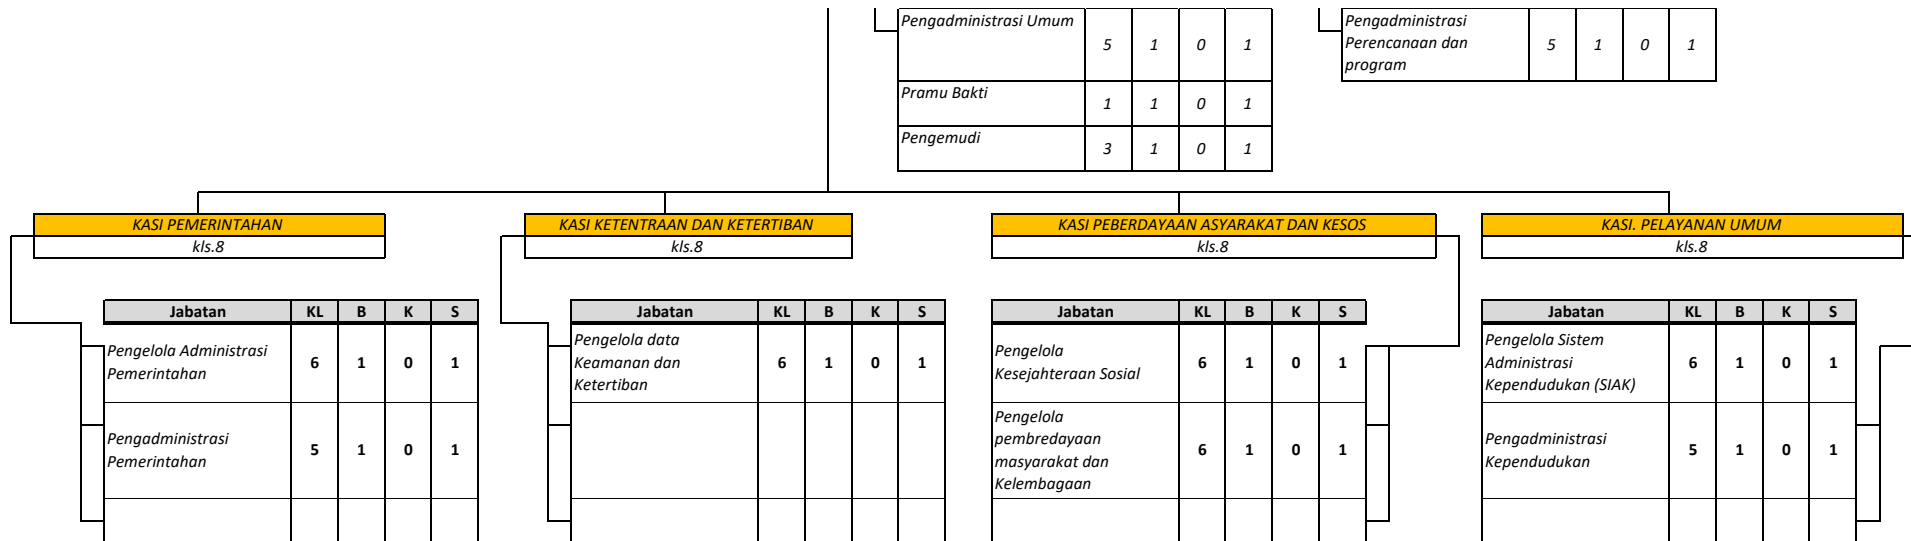 Pengadministrasi Umum 5 1 0 1
Pramu Bakti 1 1 0 1
Pengemudi 3 1 0 1
Pengadministrasi
Perencanaan dan 5 1 0 1
program
KASI PEMERINTAHAN
kls.8
Jabatan KL B K S
Pengelola Administrasi
Pemerintahan 6 1 0 1
Pengadministrasi
Pemerintahan 5 1 0 1
KASI KETENTRAAN DAN KETERTIBAN
kls.8
Jabatan KL B K S
Pengelola data
Keamanan dan 6 1 0 1
Ketertiban
KASI PEBERDAYAAN ASYARAKAT DAN KESOS
kls.8
Jabatan KL B K S
Pengelola
Kesejahteraan Sosial 6 1 0 1
Pengelola
pembredayaan
masyarakat dan 6 1 0 1
Kelembagaan
KASI. PELAYANAN UMUM
kls.8
Jabatan KL B K S
Pengelola Sistem
Administrasi 6 1 0 1
Kependudukan (SIAK)
Pengadministrasi
Kependudukan 5 1 0 1